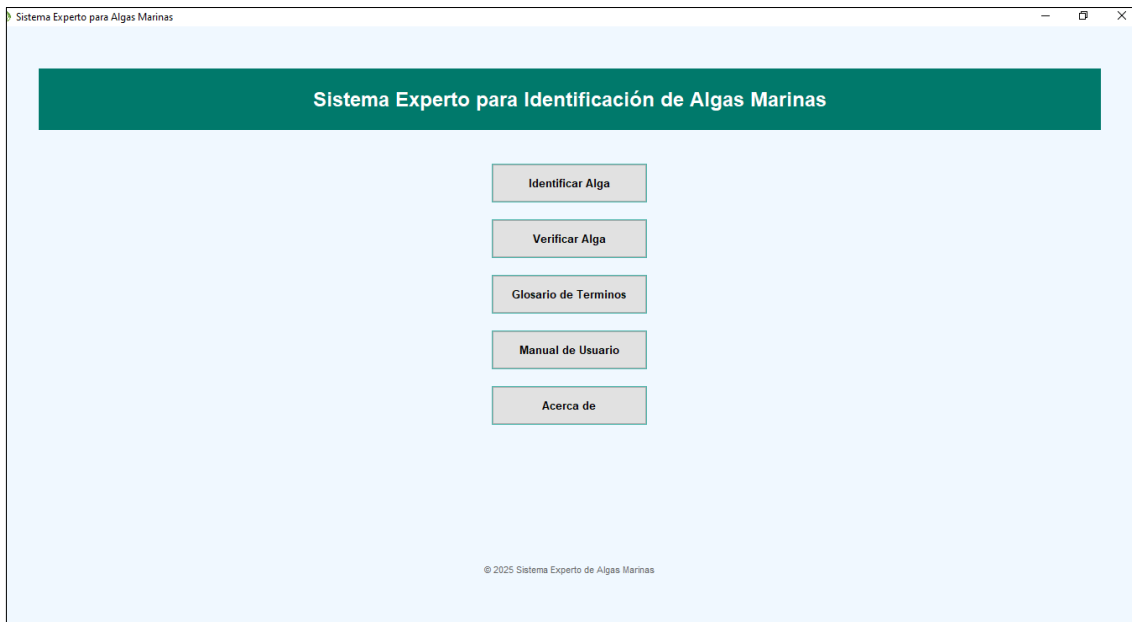 Sistema Experto para Algas Marinas
Sistema Experto para Identificación de Algas Marinas
Identificar Alga
Verificar Alga
Glosario de Terminos
Manual de Usuario
Acerca de
© 2025 Sistema Experto de Algas Marinas